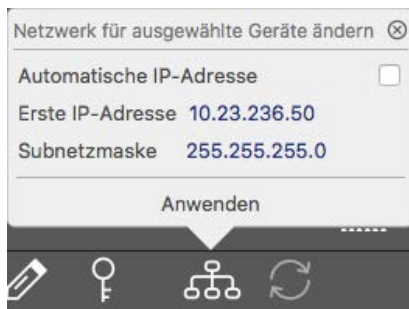 Netzwerk für ausgewählte Geräte ändern
Automatische IP-Adresse
Erste IP-Adresse 10.23.236.50
Subnetzmaske 255.255.255.0
Anwenden